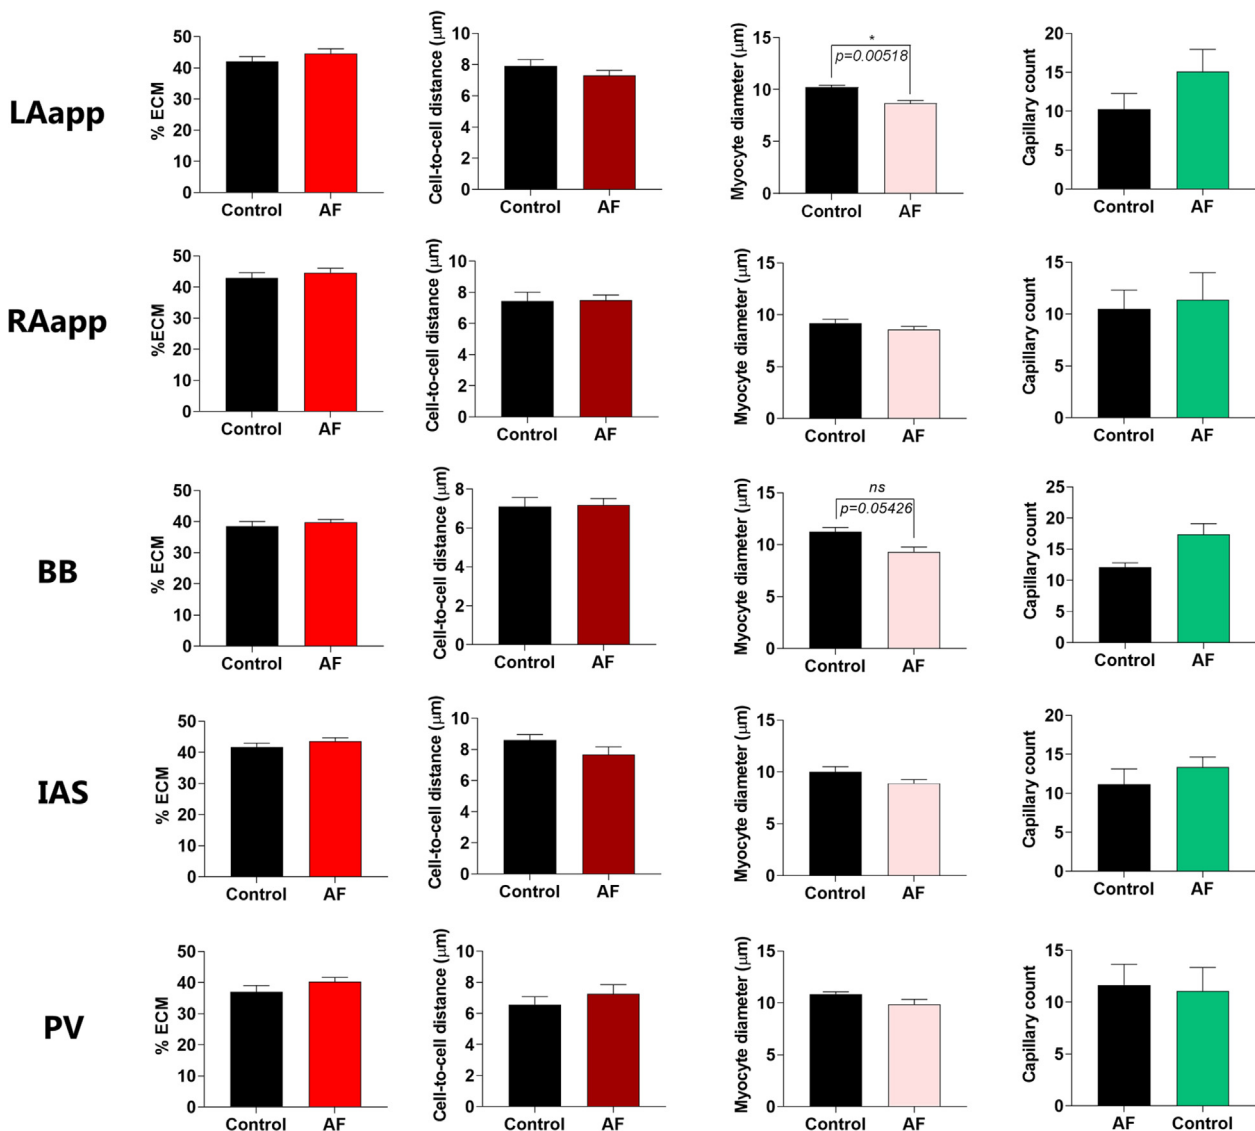 LAapp
% ECM
50
40
30
20
10
0
Control AF
Cell-to-cell distance (μm)
8
6
4
2
0
Control AF
Myocyte diameter (μm)
15
10
5
0
*
p=0.00518
Control AF
Capillary count
20
15
10
5
0
Control AF
RAapp
%ECM
50
40
30
20
10
0
Control AF
Cell-to-cell distance (μm)
10
8
6
4
2
0
Control AF
Myocyte diameter (μm)
15
10
5
0
Control AF
Capillary count
15
10
5
0
Control AF
BB
% ECM
50
40
30
20
10
0
Control AF
Cell-to-cell distance (μm)
8
6
4
2
0
Control AF
Myocyte diameter (μm)
15
10
5
0
ns
p=0.05426
Control AF
Capillary count
25
20
15
10
5
0
Control AF
IAS
% ECM
50
40
30
20
10
0
Control AF
Cell-to-cell distance (μm)
10
8
6
4
2
0
Control AF
Myocyte diameter (μm)
15
10
5
0
Control AF
Capillary count
20
15
10
5
0
Control AF
PV
% ECM
50
40
30
20
10
0
Control AF
Cell-to-cell distance (μm)
10
8
6
4
2
0
Control AF
Myocyte diameter (μm)
15
10
5
0
Control AF
Capillary count
15
10
5
0
AF Control